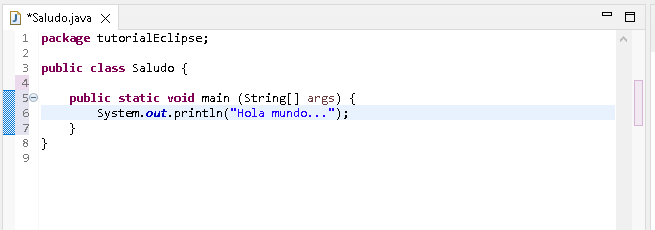 *Saludo.java
1 package tutorialEclipse;
2
3 public class Saludo {
4
5 public static void main (String[] args) {
6 System.out.println("Hola mundo...");
7 }
8 }
9